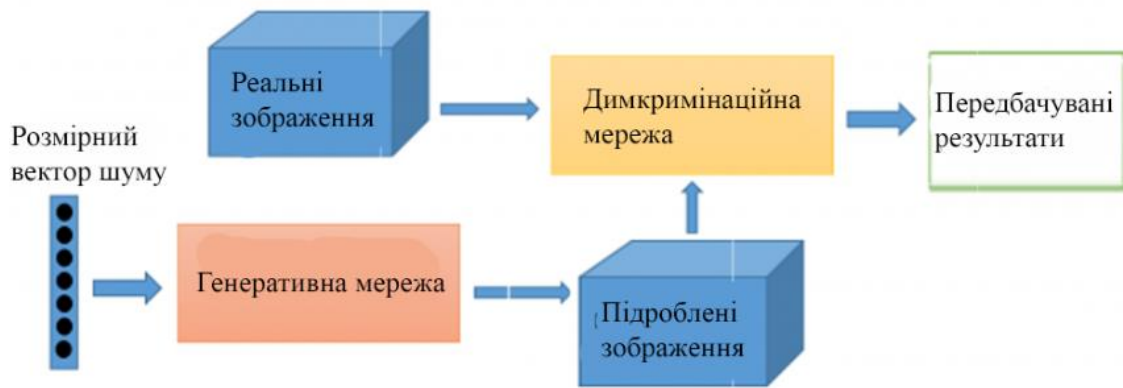 Реальні
зображення
Димкримінаційна
мережа
Передбачувані
результати
Розмірний
вектор шуму
Генеративна мережа
Підроблені
зображення